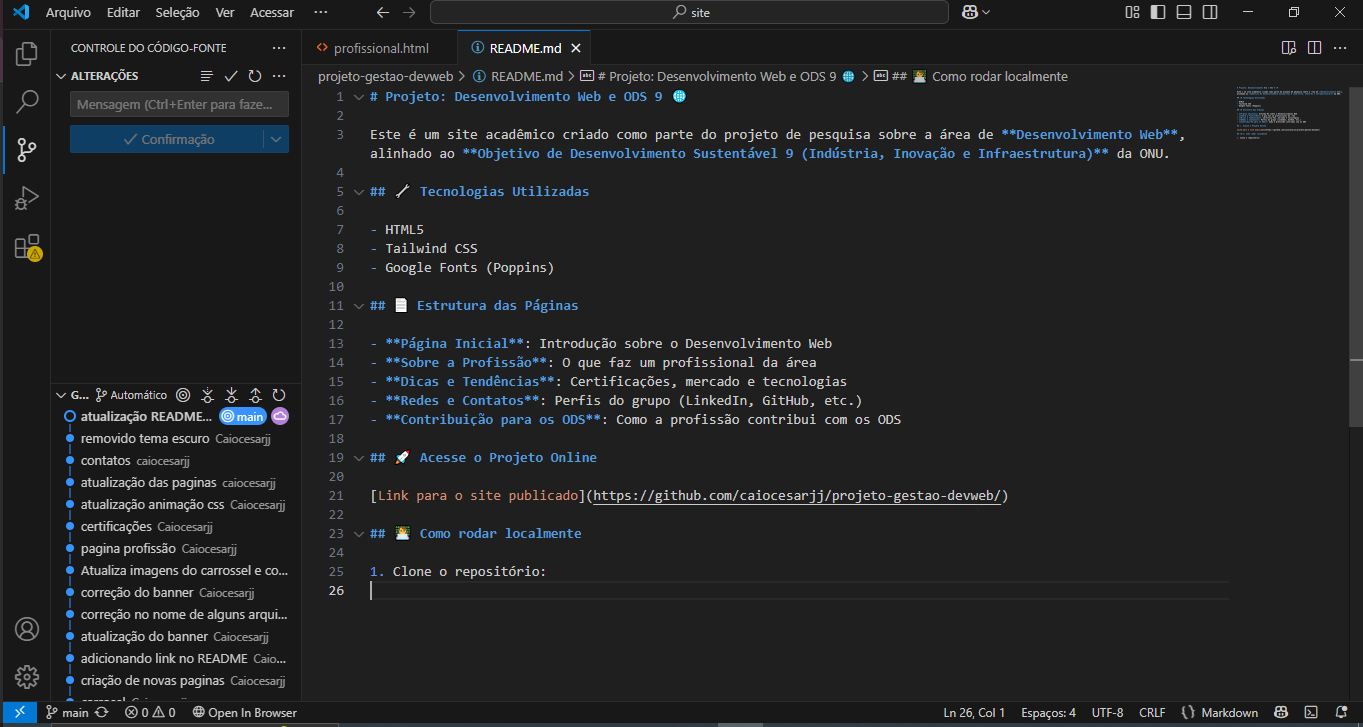 Arquivo Editar Seleção Ver Acessar ··· site
CONTROLE DO CÓDIGO-FONTE ···
ALTERAÇÕES ···
Mensagem (Ctrl+Enter para faze...
Confirmação
G... Automático
atualização README... main
removido tema escuro Caiocesarjj
contatos caiocesarjj
atualização das paginas caiocesarjj
atualização animação css Caiocesarjj
certificações Caiocesarjj
pagina profissão Caiocesarjj
Atualiza imagens do carrossel e co...
correção do banner Caiocesarjj
correção no nome de alguns arqui...
atualização do banner Caiocesarjj
adicionando link no README Caio...
criação de novas paginas Caiocesarjj
profissional.html README.md
projeto-gestao-devweb > README.md > # Projeto: Desenvolvimento Web e ODS 9 🌐 > ## 👨‍💻 Como rodar localmente
1 # Projeto: Desenvolvimento Web e ODS 9 🌐
2
3 Este é um site acadêmico criado como parte do projeto de pesquisa sobre a área de **Desenvolvimento Web**,
alinhado ao **Objetivo de Desenvolvimento Sustentável 9 (Indústria, Inovação e Infraestrutura)** da ONU.
4
5 ## 🔧 Tecnologias Utilizadas
6
7 - HTML5
8 - Tailwind CSS
9 - Google Fonts (Poppins)
10
11 ## 📄 Estrutura das Páginas
12
13 - **Página Inicial**: Introdução sobre o Desenvolvimento Web
14 - **Sobre a Profissão**: O que faz um profissional da área
15 - **Dicas e Tendências**: Certificações, mercado e tecnologias
16 - **Redes e Contatos**: Perfis do grupo (LinkedIn, GitHub, etc.)
17 - **Contribuição para os ODS**: Como a profissão contribui com os ODS
18
19 ## 🚀 Acesse o Projeto Online
20
21 [Link para o site publicado](https://github.com/caiocesarjj/projeto-gestao-devweb/)
22
23 ## 👨‍💻 Como rodar localmente
24
25 1. Clone o repositório:
26
main 0 0 Open In Browser Ln 26, Col 1 Espaços: 4 UTF-8 CRLF {} Markdown